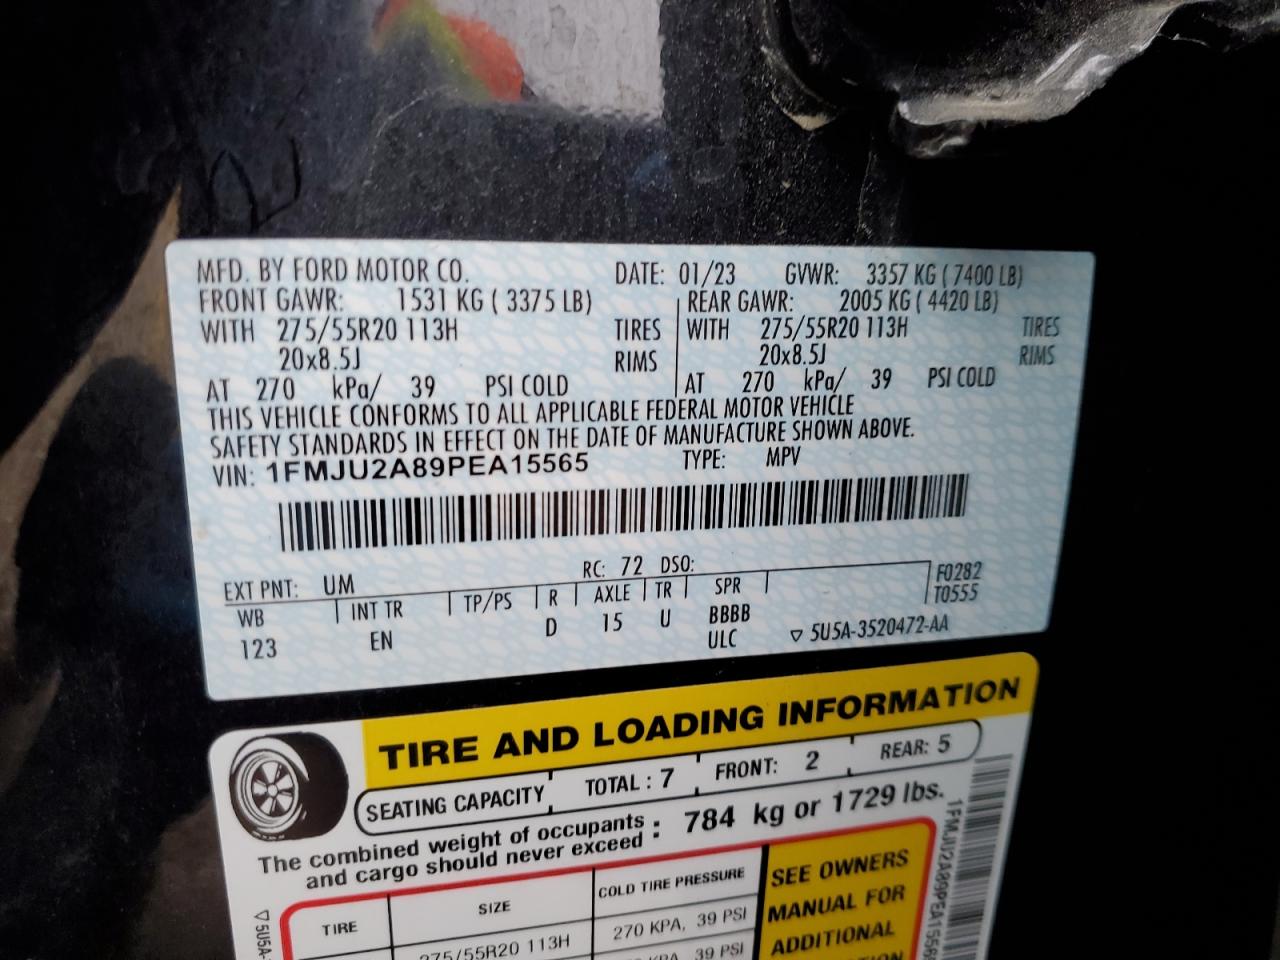 MFD. BY FORD MOTOR CO. DATE: 01/23 GVWR: 3357 KG ( 7400 LB)
FRONT GAWR: 1531 KG ( 3375 LB) REAR GAWR: 2005 KG ( 4420 LB)
WITH 275/55R20 113H TIRES WITH 275/55R20 113H TIRES
20x8.5J RIMS 20x8.5J RIMS
AT 270 kPa/ 39 PSI COLD AT 270 kPa/ 39 PSI COLD
THIS VEHICLE CONFORMS TO ALL APPLICABLE FEDERAL MOTOR VEHICLE
SAFETY STANDARDS IN EFFECT ON THE DATE OF MANUFACTURE SHOWN ABOVE.
VIN: 1FMJU2A89PEA15565 TYPE: MPV
EXT PNT: UM RC: 72 DSO: F0282
WB INT TR TP/PS R AXLE TR SPR T0555
123 EN D 15 U BBBB
ULC ▽ 5U5A-3520472-AA
TIRE AND LOADING INFORMATION
SEATING CAPACITY TOTAL : 7 FRONT: 2 REAR: 5
The combined weight of occupants : 784 kg or 1729 lbs.
and cargo should never exceed
TIRE SIZE COLD TIRE PRESSURE
275/55R20 113H 270 KPA, 39 PSI
39 PSI
SEE OWNERS
MANUAL FOR
ADDITIONAL
▽5U5A-
1FMJU2A89PEA1556